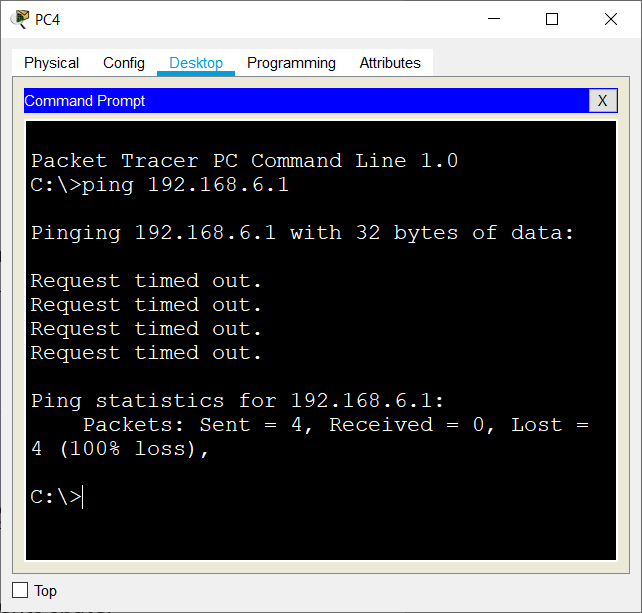 PC4
Physical Config Desktop Programming Attributes
Command Prompt X
Packet Tracer PC Command Line 1.0
C:\>ping 192.168.6.1
Pinging 192.168.6.1 with 32 bytes of data:
Request timed out.
Request timed out.
Request timed out.
Request timed out.
Ping statistics for 192.168.6.1:
Packets: Sent = 4, Received = 0, Lost =
4 (100% loss),
C:\>
Top